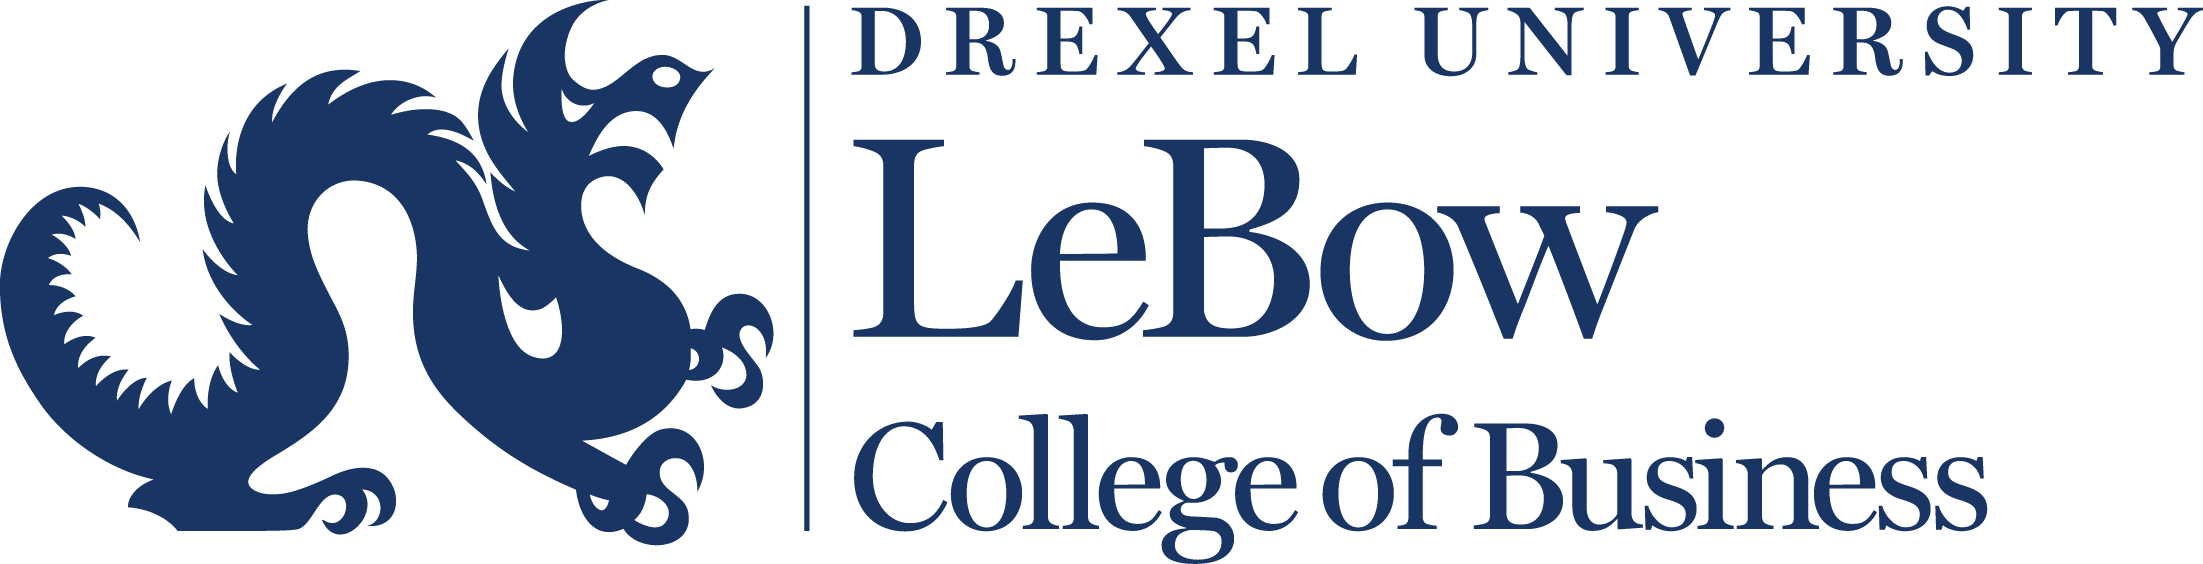 DREXEL UNIVERSITY
LeBow
College of Business